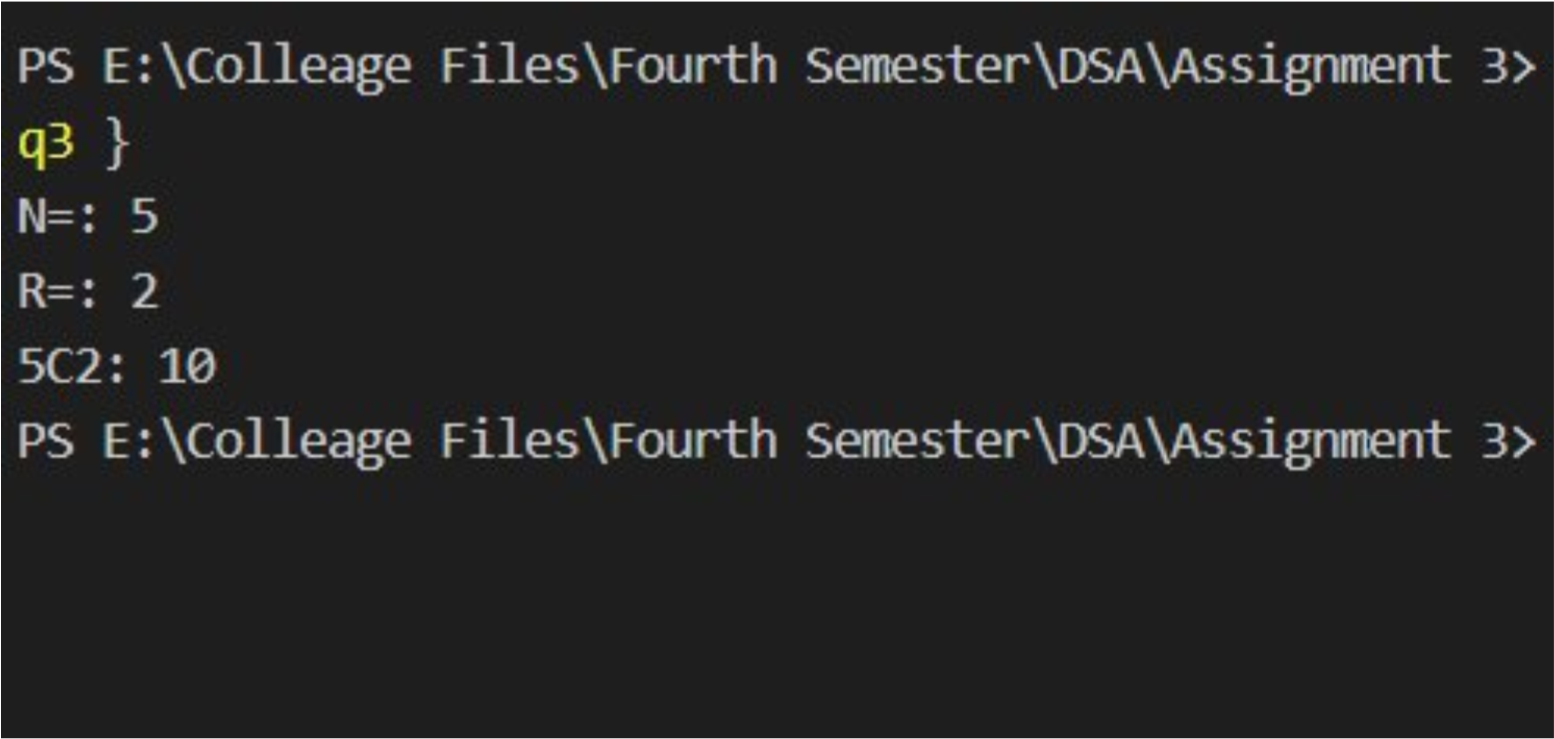 PS E:\Colleage Files\Fourth Semester\DSA\Assignment 3>
q3 }
N=: 5
R=: 2
5C2: 10
PS E:\Colleage Files\Fourth Semester\DSA\Assignment 3>